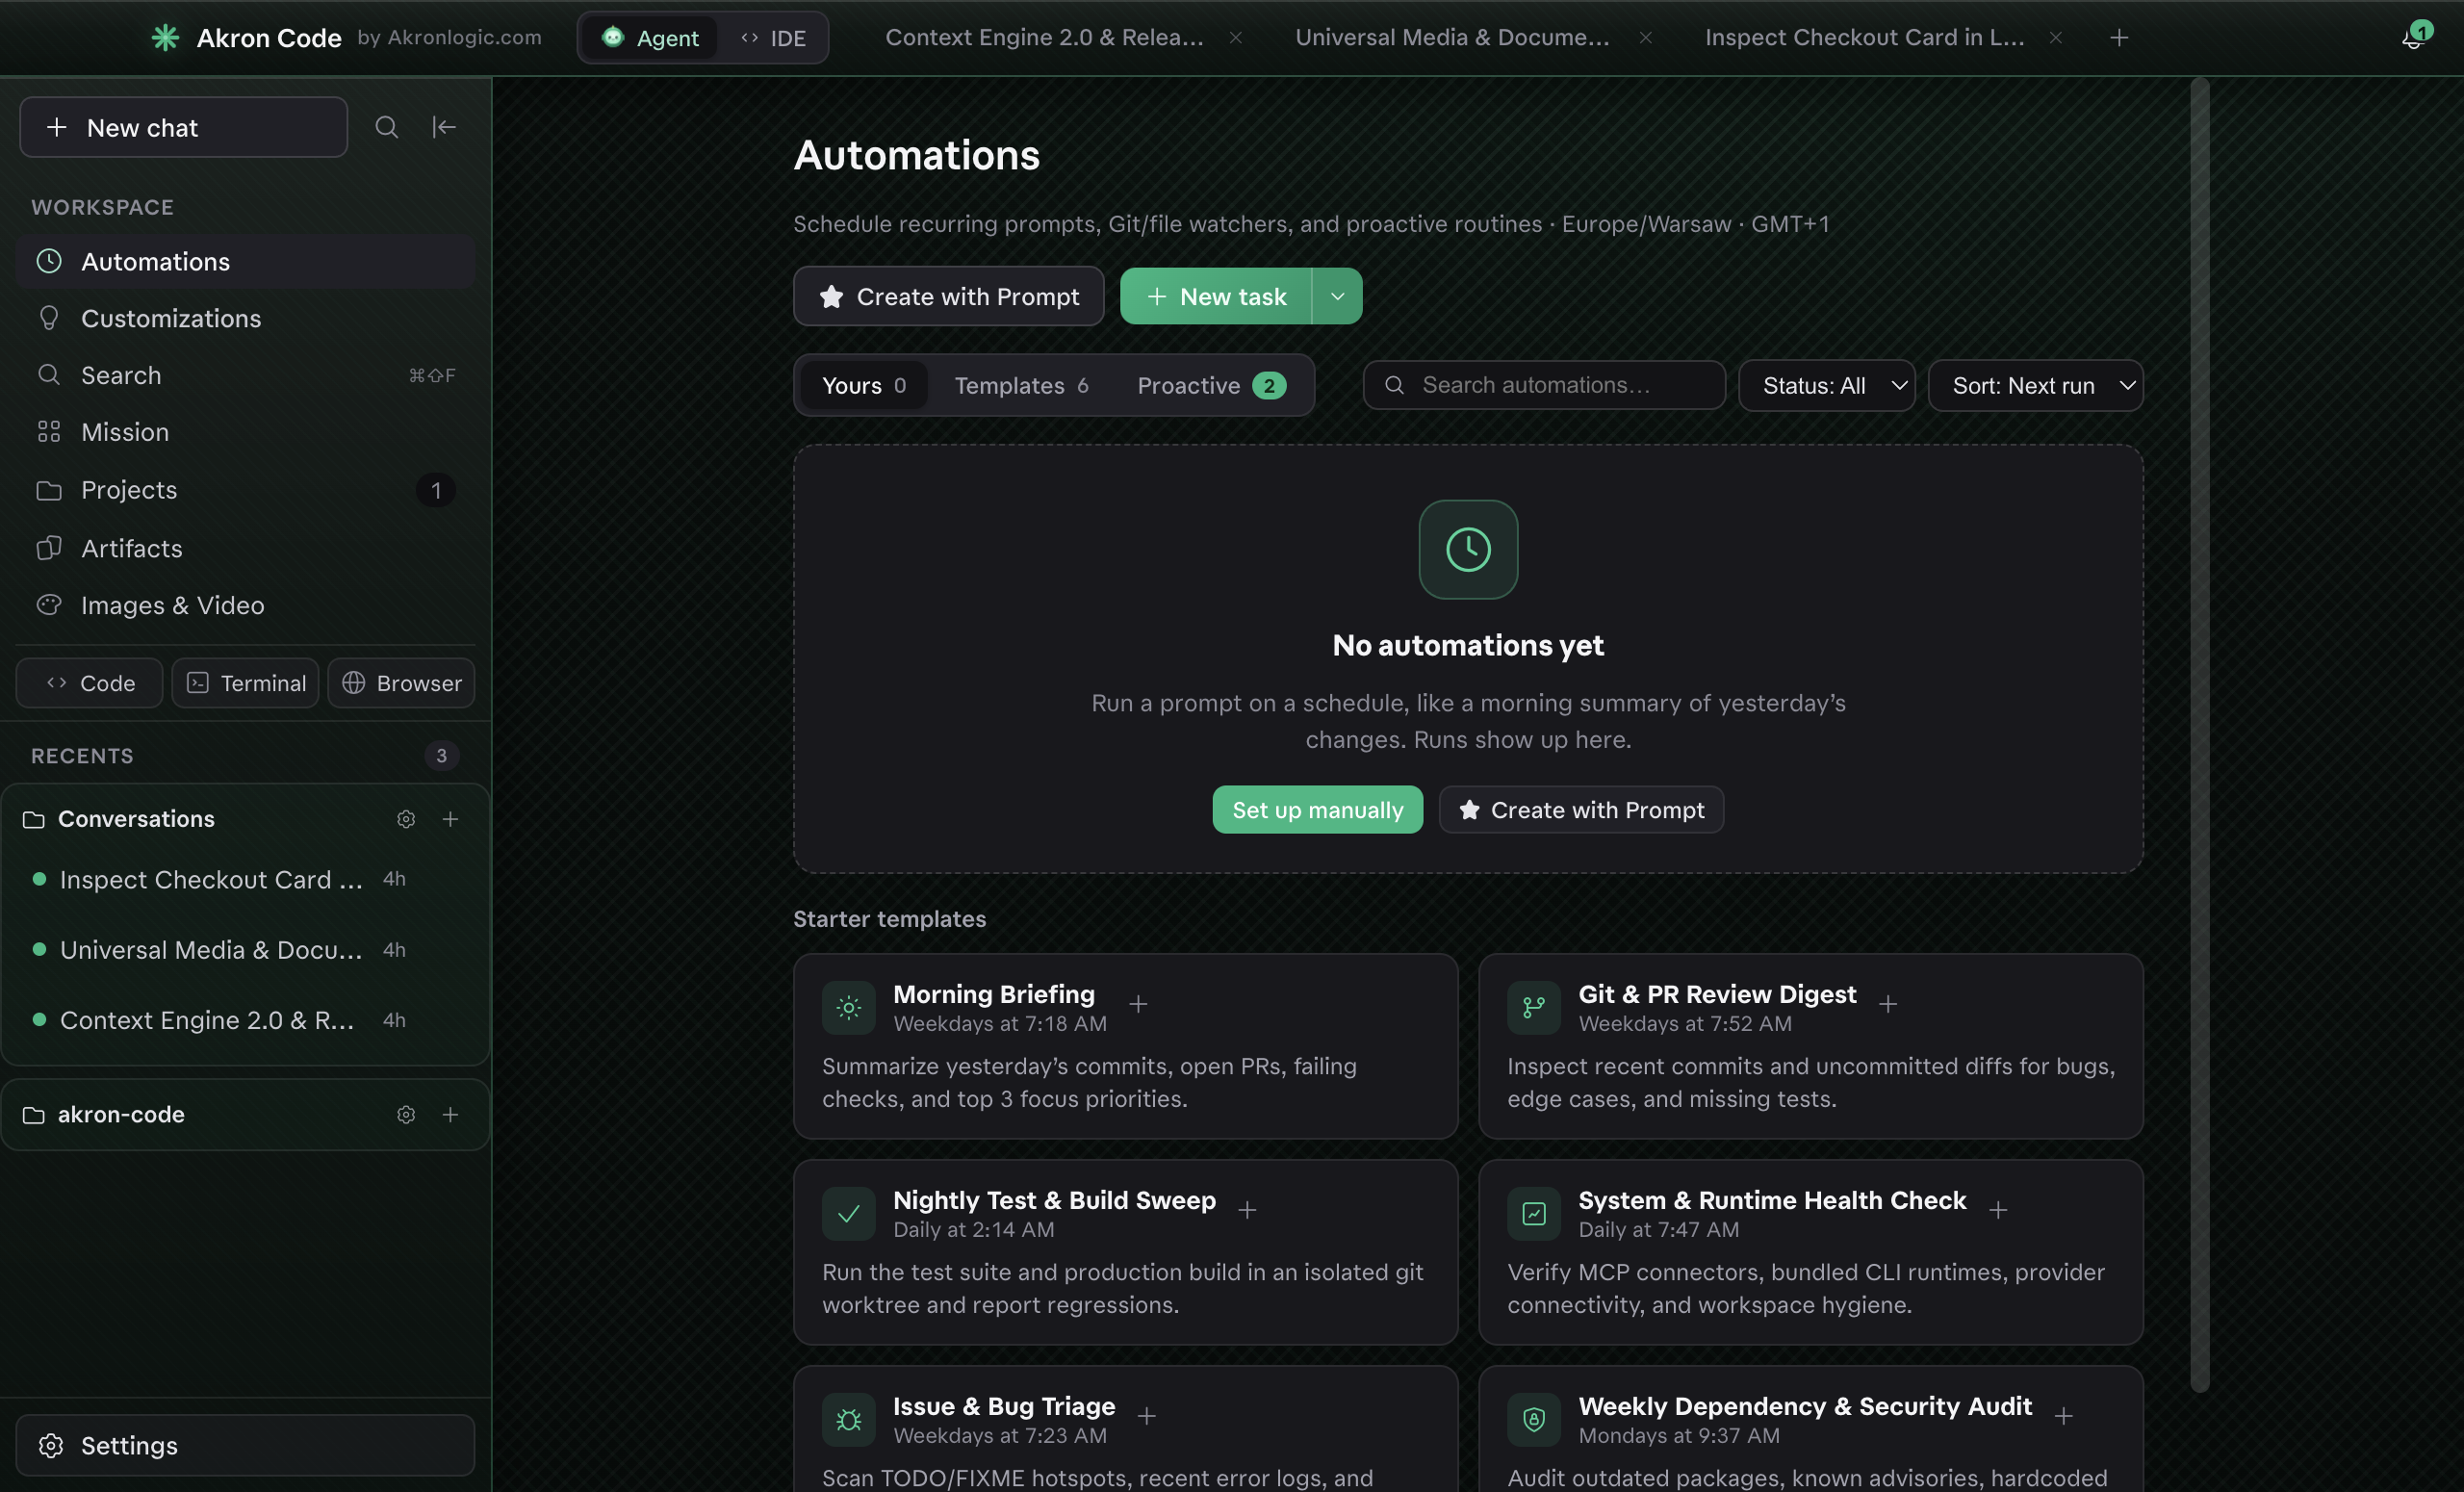 Akron Code by Akronlogic.com
Agent
IDE
Context Engine 2.0 & Relea...
Universal Media & Docume...
Inspect Checkout Card in L...
1
New chat
WORKSPACE
Automations
Customizations
Search ⌘⇧F
Mission
Projects 1
Artifacts
Images & Video
Code
Terminal
Browser
RECENTS 3
Conversations
Inspect Checkout Card ... 4h
Universal Media & Docu... 4h
Context Engine 2.0 & R... 4h
akron-code
Settings
Automations
Schedule recurring prompts, Git/file watchers, and proactive routines · Europe/Warsaw · GMT+1
Create with Prompt
New task
Yours 0
Templates 6
Proactive 2
Search automations...
Status: All
Sort: Next run
No automations yet
Run a prompt on a schedule, like a morning summary of yesterday’s
changes. Runs show up here.
Set up manually
Create with Prompt
Starter templates
Morning Briefing
Weekdays at 7:18 AM
Summarize yesterday’s commits, open PRs, failing
checks, and top 3 focus priorities.
Git & PR Review Digest
Weekdays at 7:52 AM
Inspect recent commits and uncommitted diffs for bugs,
edge cases, and missing tests.
Nightly Test & Build Sweep
Daily at 2:14 AM
Run the test suite and production build in an isolated git
worktree and report regressions.
System & Runtime Health Check
Daily at 7:47 AM
Verify MCP connectors, bundled CLI runtimes, provider
connectivity, and workspace hygiene.
Issue & Bug Triage
Weekdays at 7:23 AM
Scan TODO/FIXME hotspots, recent error logs, and
Weekly Dependency & Security Audit
Mondays at 9:37 AM
Audit outdated packages, known advisories, hardcoded